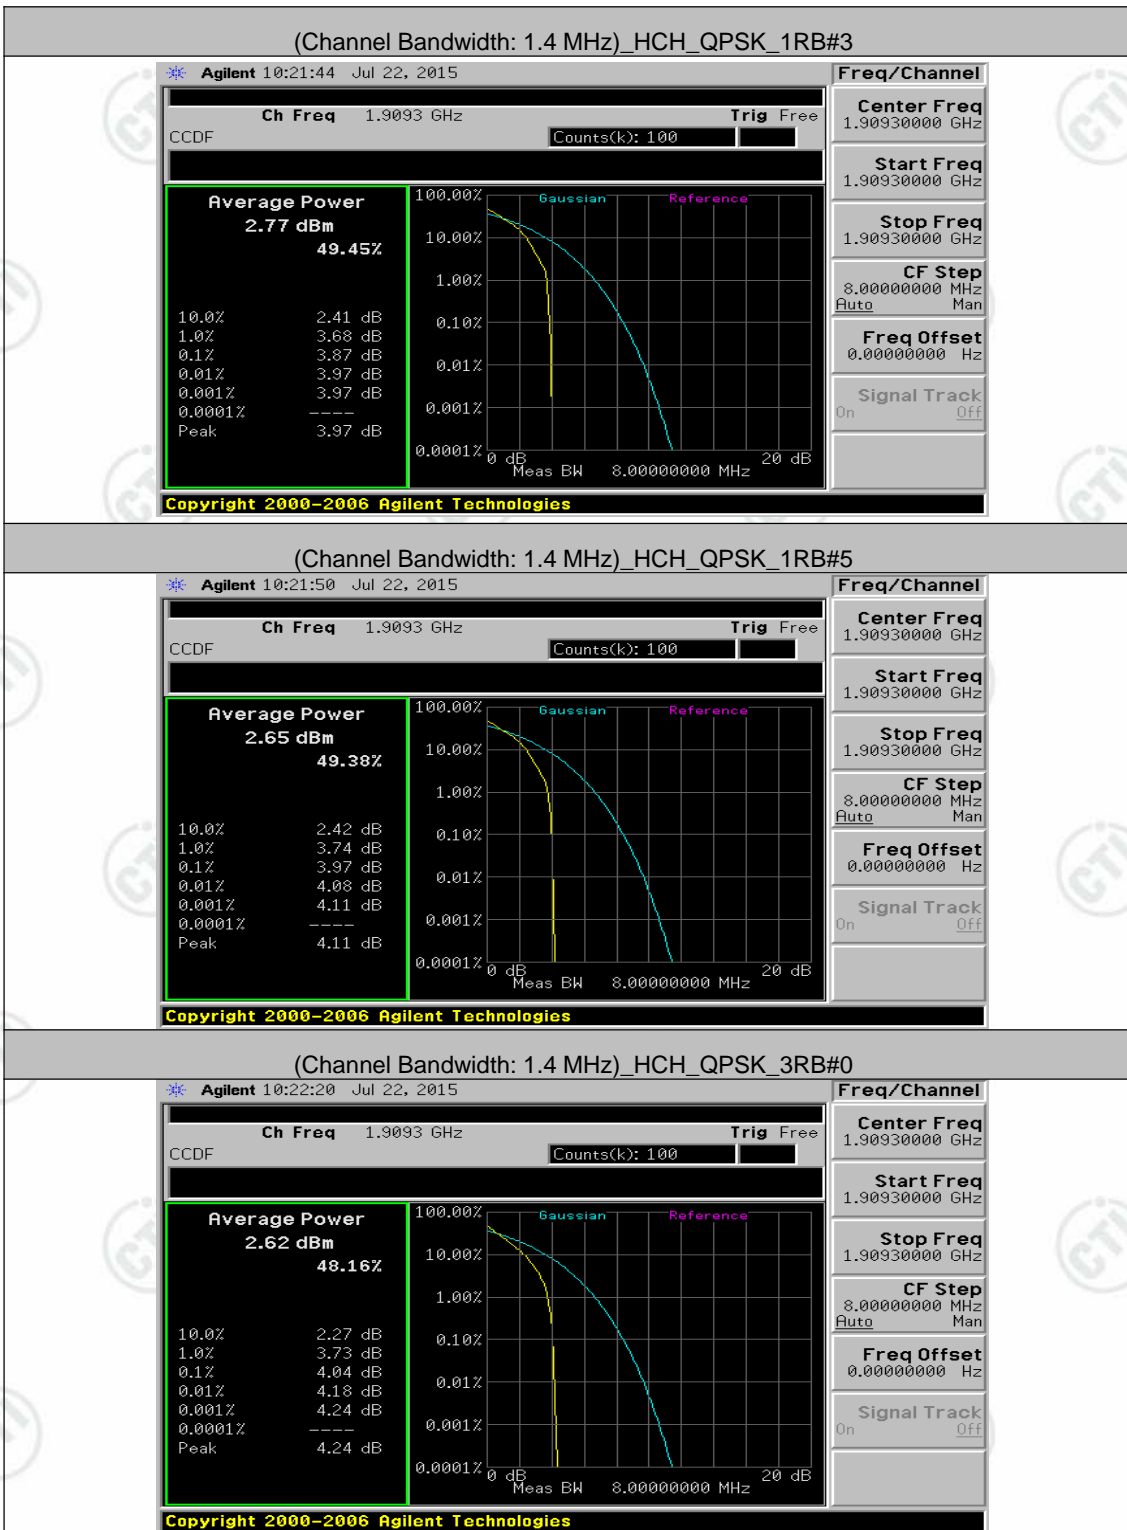 (Channel Bandwidth: 1.4 MHz)_HCH_QPSK_1RB#3
Agilent 10:21:44 Jul 22, 2015
Freq/Channel
Ch Freq 1.9093 GHz Trig Free
CCDF Counts(k): 100
Center Freq
1.90930000 GHz
Start Freq
1.90930000 GHz
Stop Freq
1.90930000 GHz
CF Step
8.00000000 MHz
Auto Man
Freq Offset
0.00000000 Hz
Signal Track
On Off
Average Power
2.77 dBm
49.45%
10.0% 2.41 dB
1.0% 3.68 dB
0.1% 3.87 dB
0.01% 3.97 dB
0.001% 3.97 dB
0.0001% ----
Peak 3.97 dB
Gaussian Reference
100.00%
10.00%
1.00%
0.10%
0.01%
0.001%
0.0001%
0 dB 20 dB
Meas BW 8.00000000 MHz
Copyright 2000-2006 Agilent Technologies
(Channel Bandwidth: 1.4 MHz)_HCH_QPSK_1RB#5
Agilent 10:21:50 Jul 22, 2015
Freq/Channel
Ch Freq 1.9093 GHz Trig Free
CCDF Counts(k): 100
Center Freq
1.90930000 GHz
Start Freq
1.90930000 GHz
Stop Freq
1.90930000 GHz
CF Step
8.00000000 MHz
Auto Man
Freq Offset
0.00000000 Hz
Signal Track
On Off
Average Power
2.65 dBm
49.38%
10.0% 2.42 dB
1.0% 3.74 dB
0.1% 3.97 dB
0.01% 4.08 dB
0.001% 4.11 dB
0.0001% ----
Peak 4.11 dB
Gaussian Reference
100.00%
10.00%
1.00%
0.10%
0.01%
0.001%
0.0001%
0 dB 20 dB
Meas BW 8.00000000 MHz
Copyright 2000-2006 Agilent Technologies
(Channel Bandwidth: 1.4 MHz)_HCH_QPSK_3RB#0
Agilent 10:22:20 Jul 22, 2015
Freq/Channel
Ch Freq 1.9093 GHz Trig Free
CCDF Counts(k): 100
Center Freq
1.90930000 GHz
Start Freq
1.90930000 GHz
Stop Freq
1.90930000 GHz
CF Step
8.00000000 MHz
Auto Man
Freq Offset
0.00000000 Hz
Signal Track
On Off
Average Power
2.62 dBm
48.16%
10.0% 2.27 dB
1.0% 3.73 dB
0.1% 4.04 dB
0.01% 4.18 dB
0.001% 4.24 dB
0.0001% ----
Peak 4.24 dB
Gaussian Reference
100.00%
10.00%
1.00%
0.10%
0.01%
0.001%
0.0001%
0 dB 20 dB
Meas BW 8.00000000 MHz
Copyright 2000-2006 Agilent Technologies
CTI
CTI
CTI
CTI
CTI
CTI
CTI
CTI